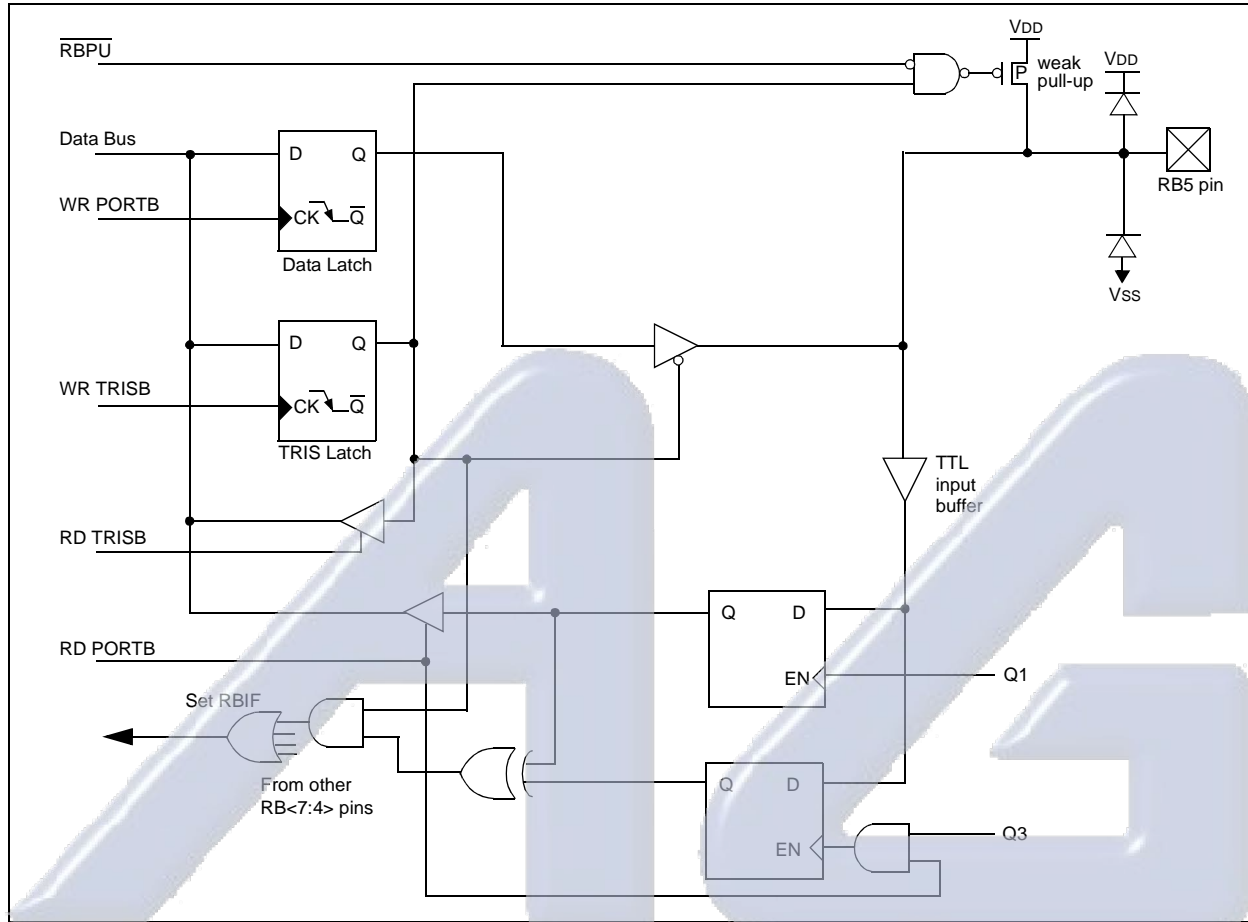 RBPU
VDD
P
weak
pull-up
VDD
Data Bus
D
Q
RB5 pin
WR PORTB
CK
Q
Data Latch
VSS
D
Q
WR TRISB
CK
Q
TRIS Latch
TTL
input
buffer
RD TRISB
Q
D
RD PORTB
EN
Q1
Set RBIF
From other
RB<7:4> pins
Q
D
Q3
EN
AG